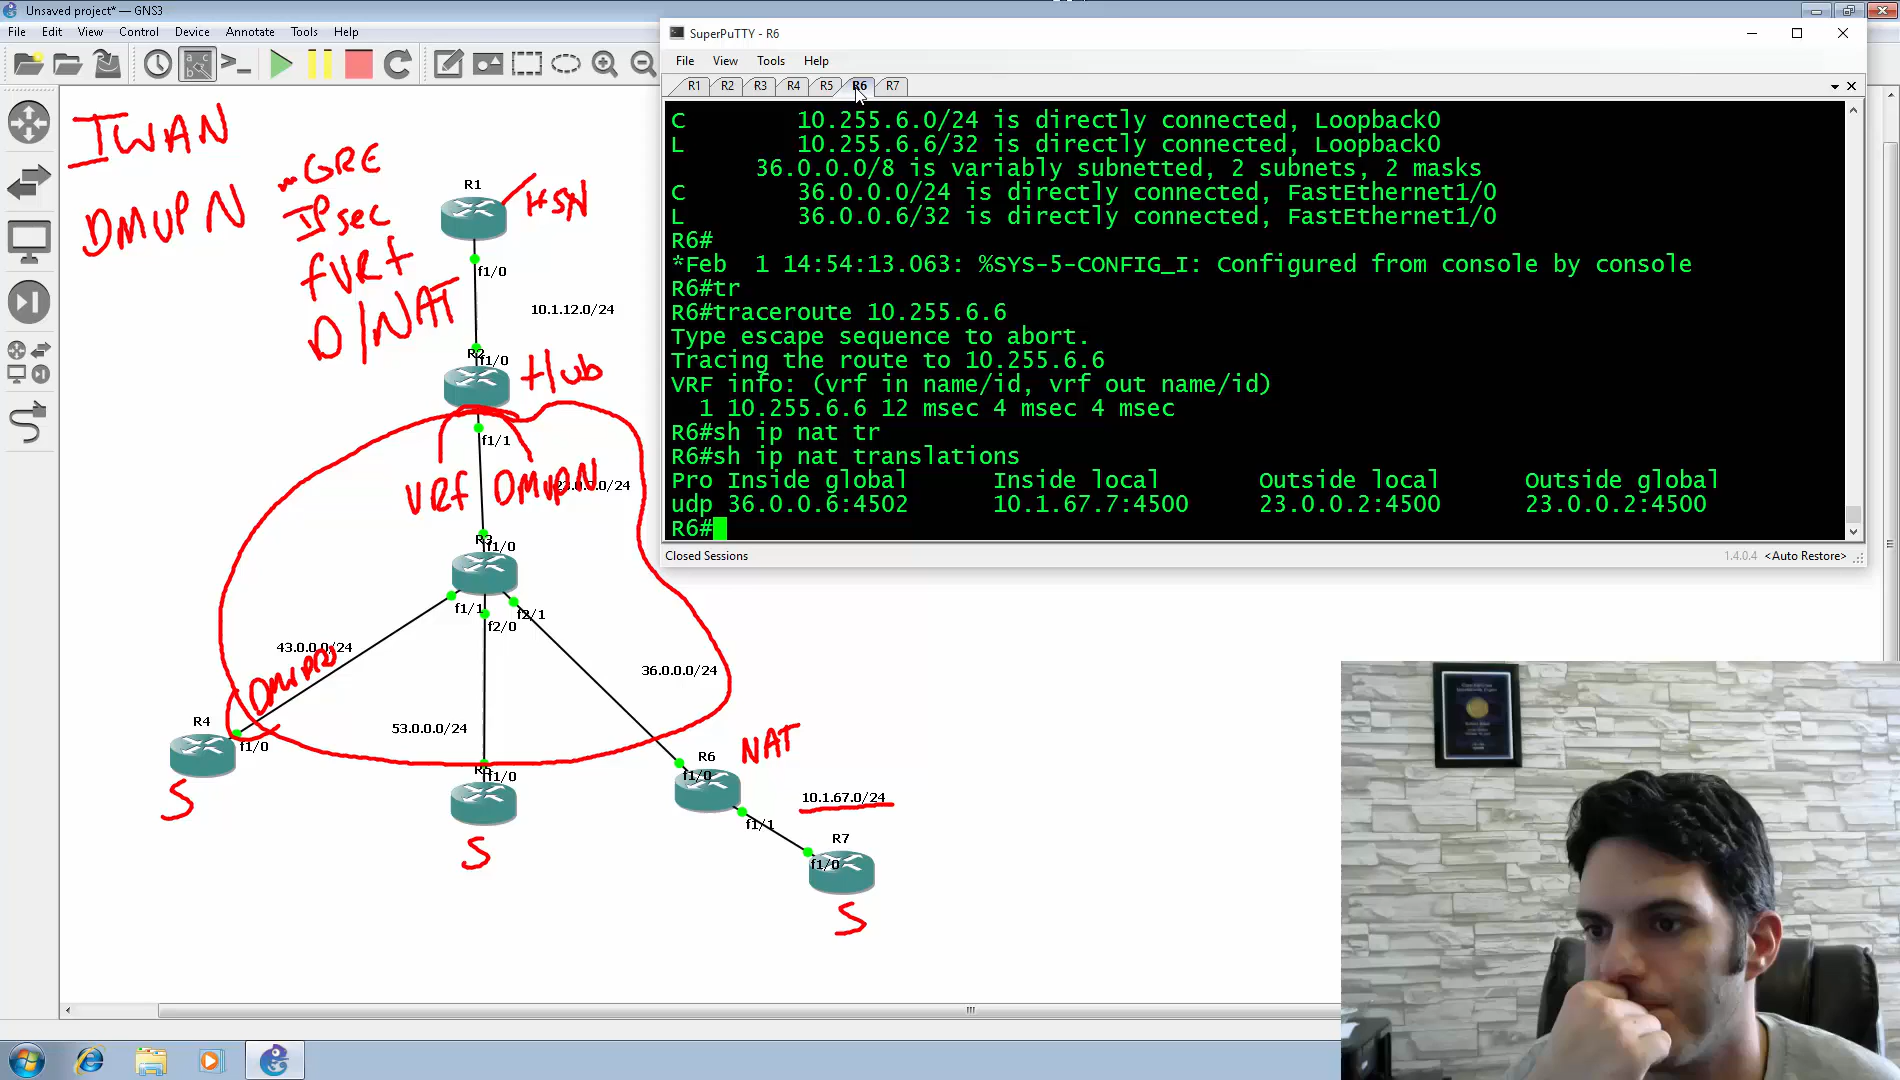 Unsaved project* — GNS3
File Edit View Control Device Annotate Tools Help
SuperPuTTY - R6
File View Tools Help
R1 R2 R3 R4 R5 R6 R7
C 10.255.6.0/24 is directly connected, Loopback0
L 10.255.6.6/32 is directly connected, Loopback0
36.0.0.0/8 is variably subnetted, 2 subnets, 2 masks
C 36.0.0.0/24 is directly connected, FastEthernet1/0
L 36.0.0.6/32 is directly connected, FastEthernet1/0
R6#
*Feb 1 14:54:13.063: %SYS-5-CONFIG_I: Configured from console by console
R6#tr
R6#traceroute 10.255.6.6
Type escape sequence to abort.
Tracing the route to 10.255.6.6
VRF info: (vrf in name/id, vrf out name/id)
1 10.255.6.6 12 msec 4 msec 4 msec
R6#sh ip nat tr
R6#sh ip nat translations
Pro Inside global Inside local Outside local Outside global
udp 36.0.0.6:4502 10.1.67.7:4500 23.0.0.2:4500 23.0.0.2:4500
R6#
Closed Sessions
1.4.0.4 <Auto Restore>
IWAN
DMVPN
mGRE
IPsec
fVRF
D/NAT
R1
f1/0
10.1.12.0/24
R2
f1/0
Hub
f1/1
VRF DMVPN
23.0.0.0/24
R3
f1/0
f1/1
f2/0
f2/1
43.0.0.0/24
36.0.0.0/24
53.0.0.0/24
R4
f1/0
S
f1/0
S
NAT
R6
f1/0
10.1.67.0/24
f1/1
R7
f1/0
S